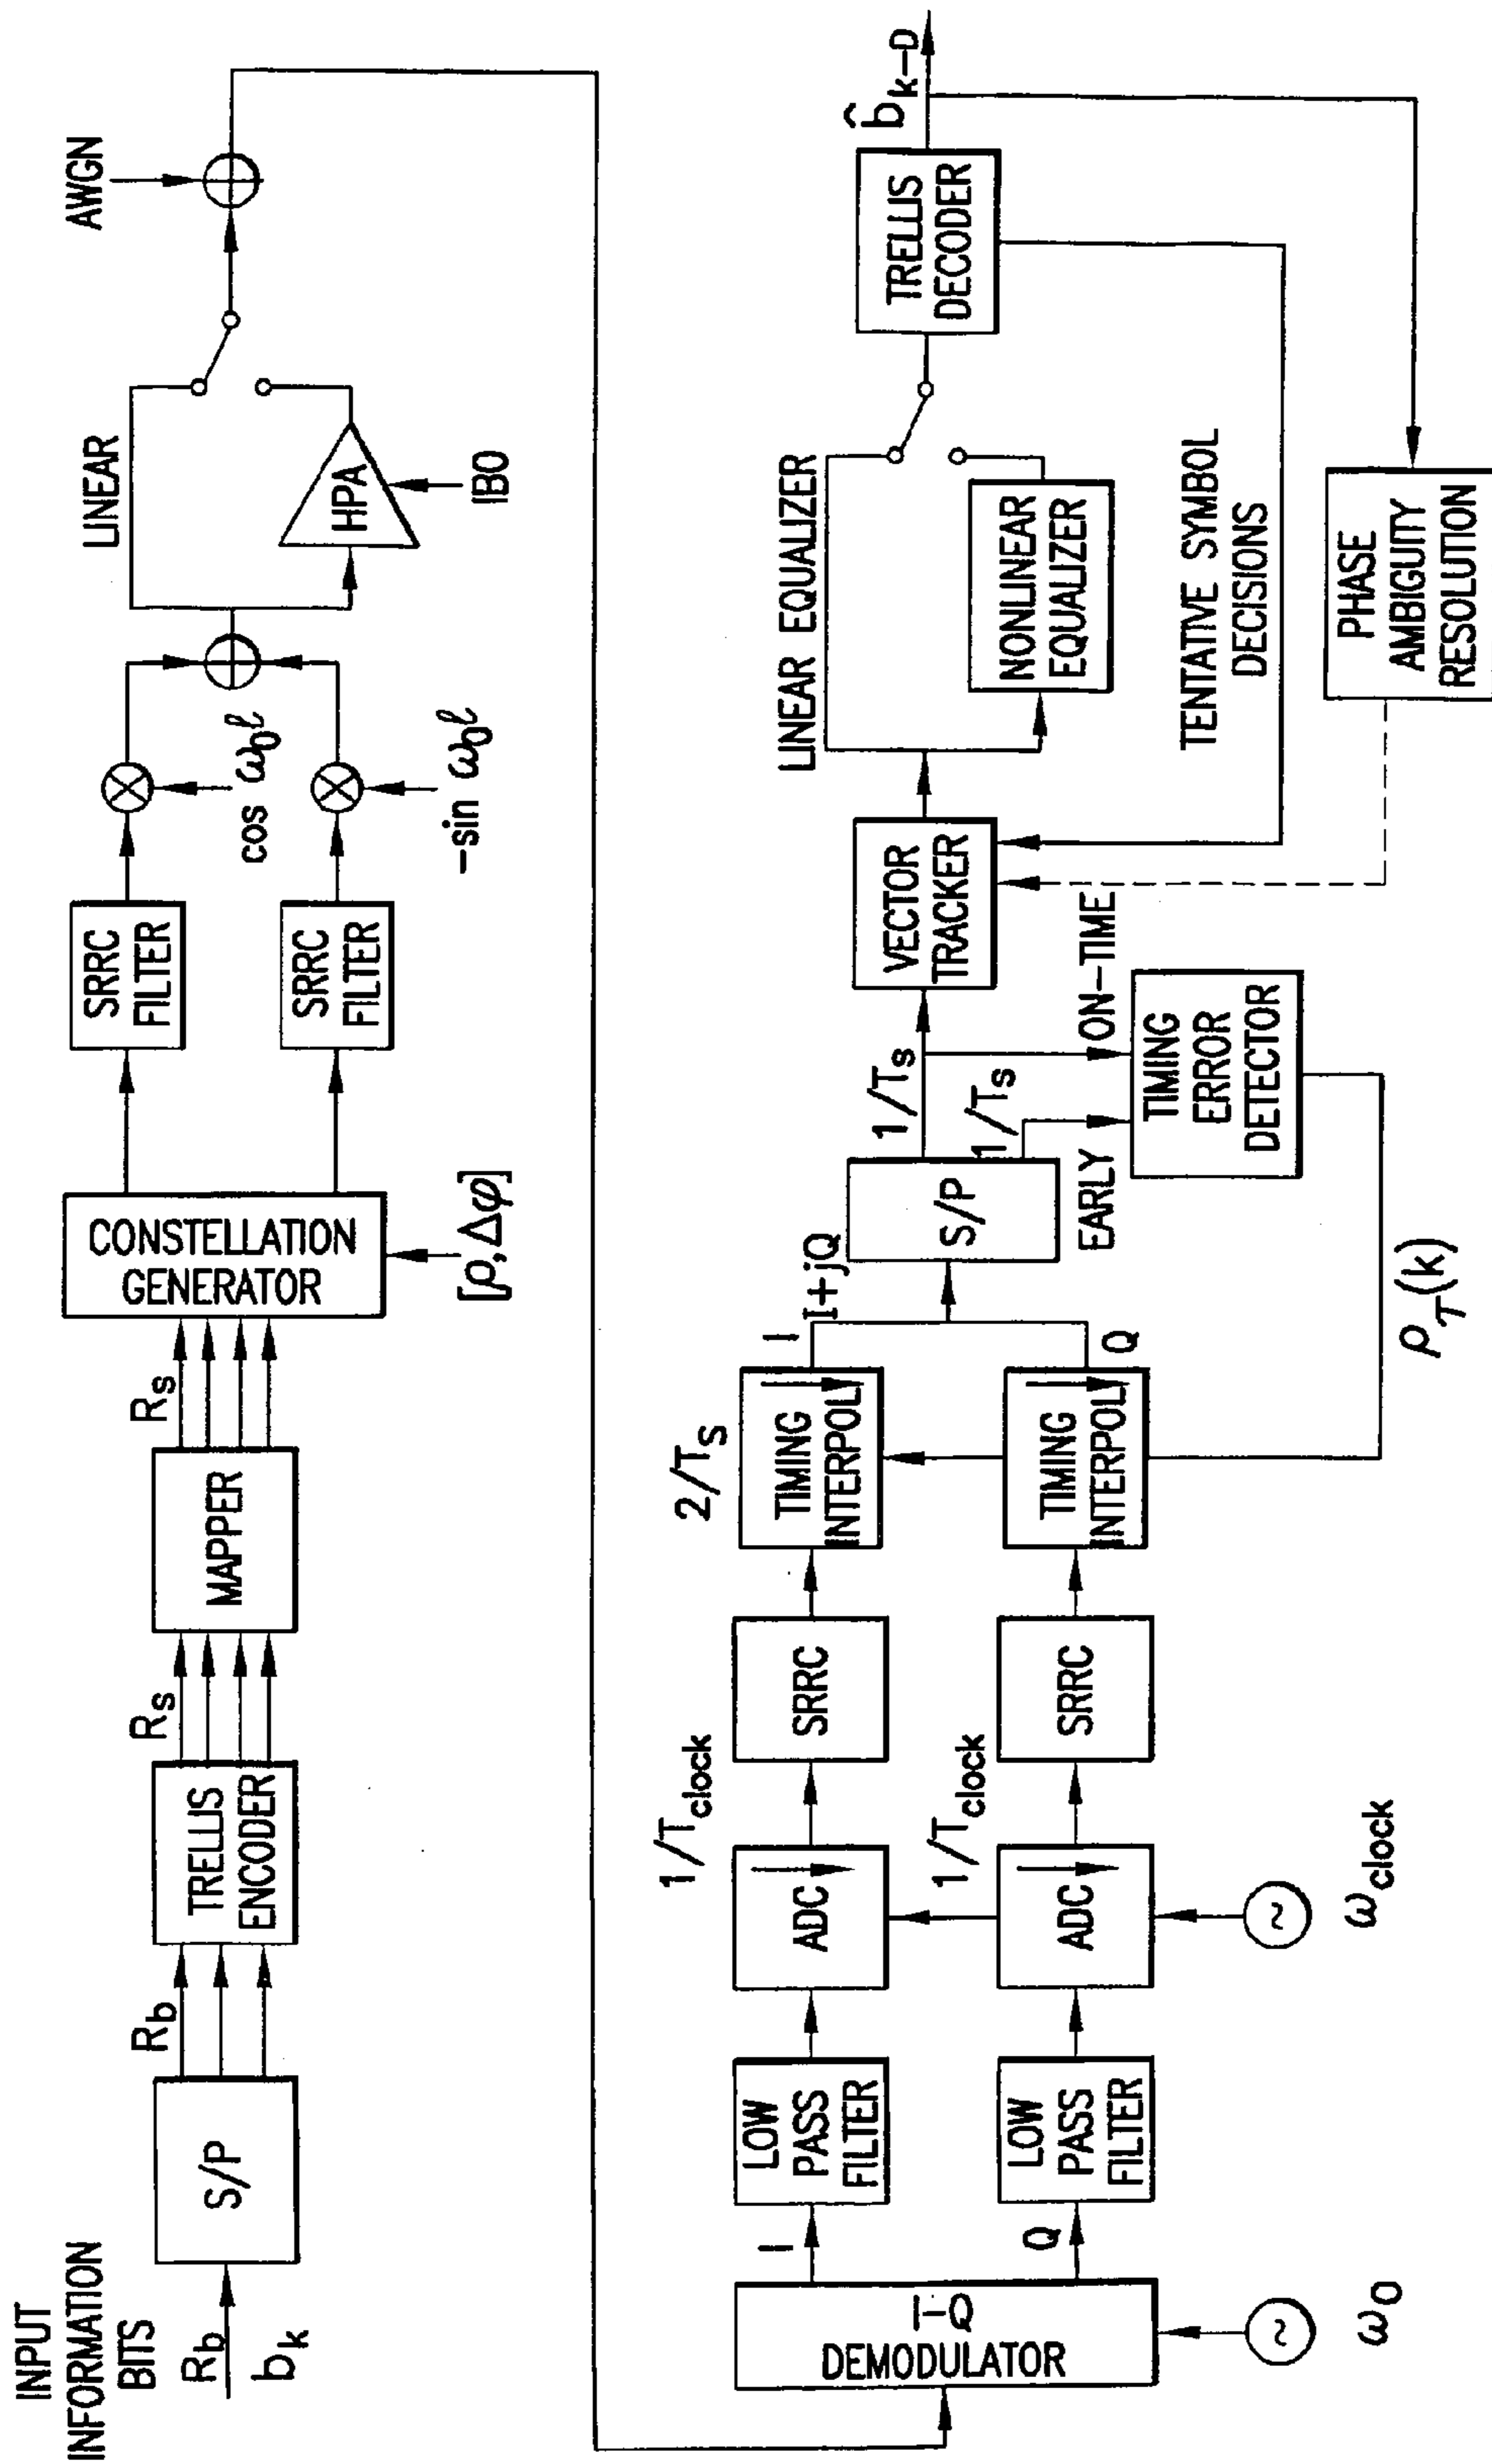 INPUT
INFORMATION
BITS
R_b
b_k
S/P
R_b
TRELLIS
ENCODER
R_s
MAPPER
R_s
CONSTELLATION
GENERATOR
[ρ,Δφ]
SRRC
FILTER
SRRC
FILTER
cos ω_0ℓ
-sin ω_0ℓ
LINEAR
HPA
IBO
AWGN
I-Q
DEMODULATOR
ω_0
~
I
Q
LOW
PASS
FILTER
LOW
PASS
FILTER
1/T_clock
ADC
1/T_clock
ADC
~
ω_clock
SRRC
SRRC
2/T_S
TIMING
INTERPOL
TIMING
INTERPOL
I
I+jQ
Q
S/P
1/T_s
1/T_s
EARLY
ON-TIME
TIMING
ERROR
DETECTOR
ρ_τ(k)
VECTOR
TRACKER
LINEAR EQUALIZER
NONLINEAR
EQUALIZER
TENTATIVE SYMBOL
DECISIONS
TRELLIS
DECODER
b̂_k-D
PHASE
AMBIGUITY
RESOLUTION